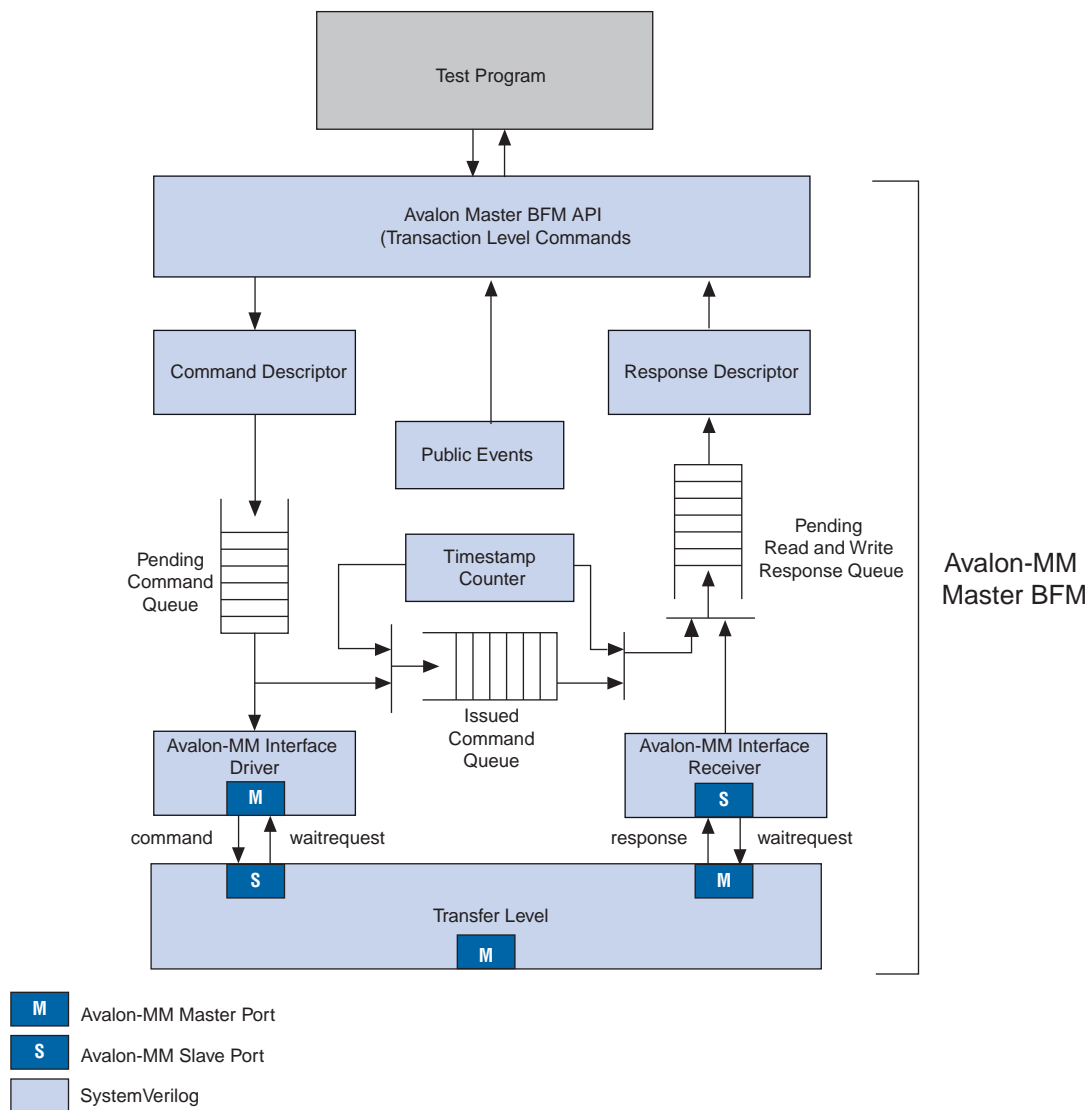 Test Program
Avalon Master BFM API
(Transaction Level Commands
Command Descriptor
Response Descriptor
Public Events
Pending
Command
Queue
Timestamp
Counter
Pending
Read and Write
Response Queue
Avalon-MM
Master BFM
Issued
Command
Queue
Avalon-MM Interface
Driver
M
Avalon-MM Interface
Receiver
S
command
waitrequest
response
waitrequest
S
M
Transfer Level
M
M
Avalon-MM Master Port
S
Avalon-MM Slave Port
SystemVerilog